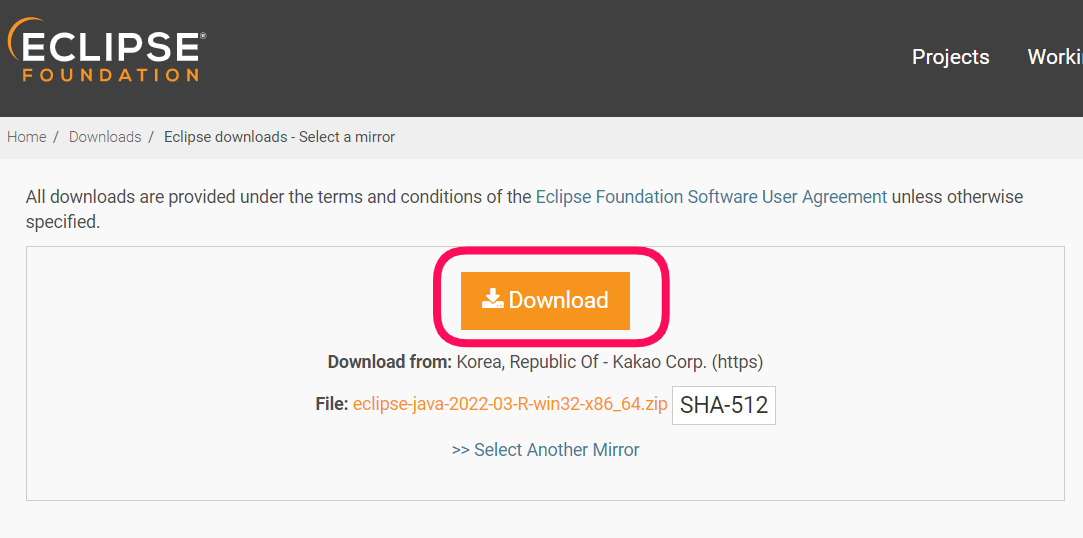 ECLIPSE®
FOUNDATION
Projects Worki
Home / Downloads / Eclipse downloads - Select a mirror
All downloads are provided under the terms and conditions of the Eclipse Foundation Software User Agreement unless otherwise
specified.
Download
Download from: Korea, Republic Of - Kakao Corp. (https)
File: eclipse-java-2022-03-R-win32-x86_64.zip SHA-512
>> Select Another Mirror